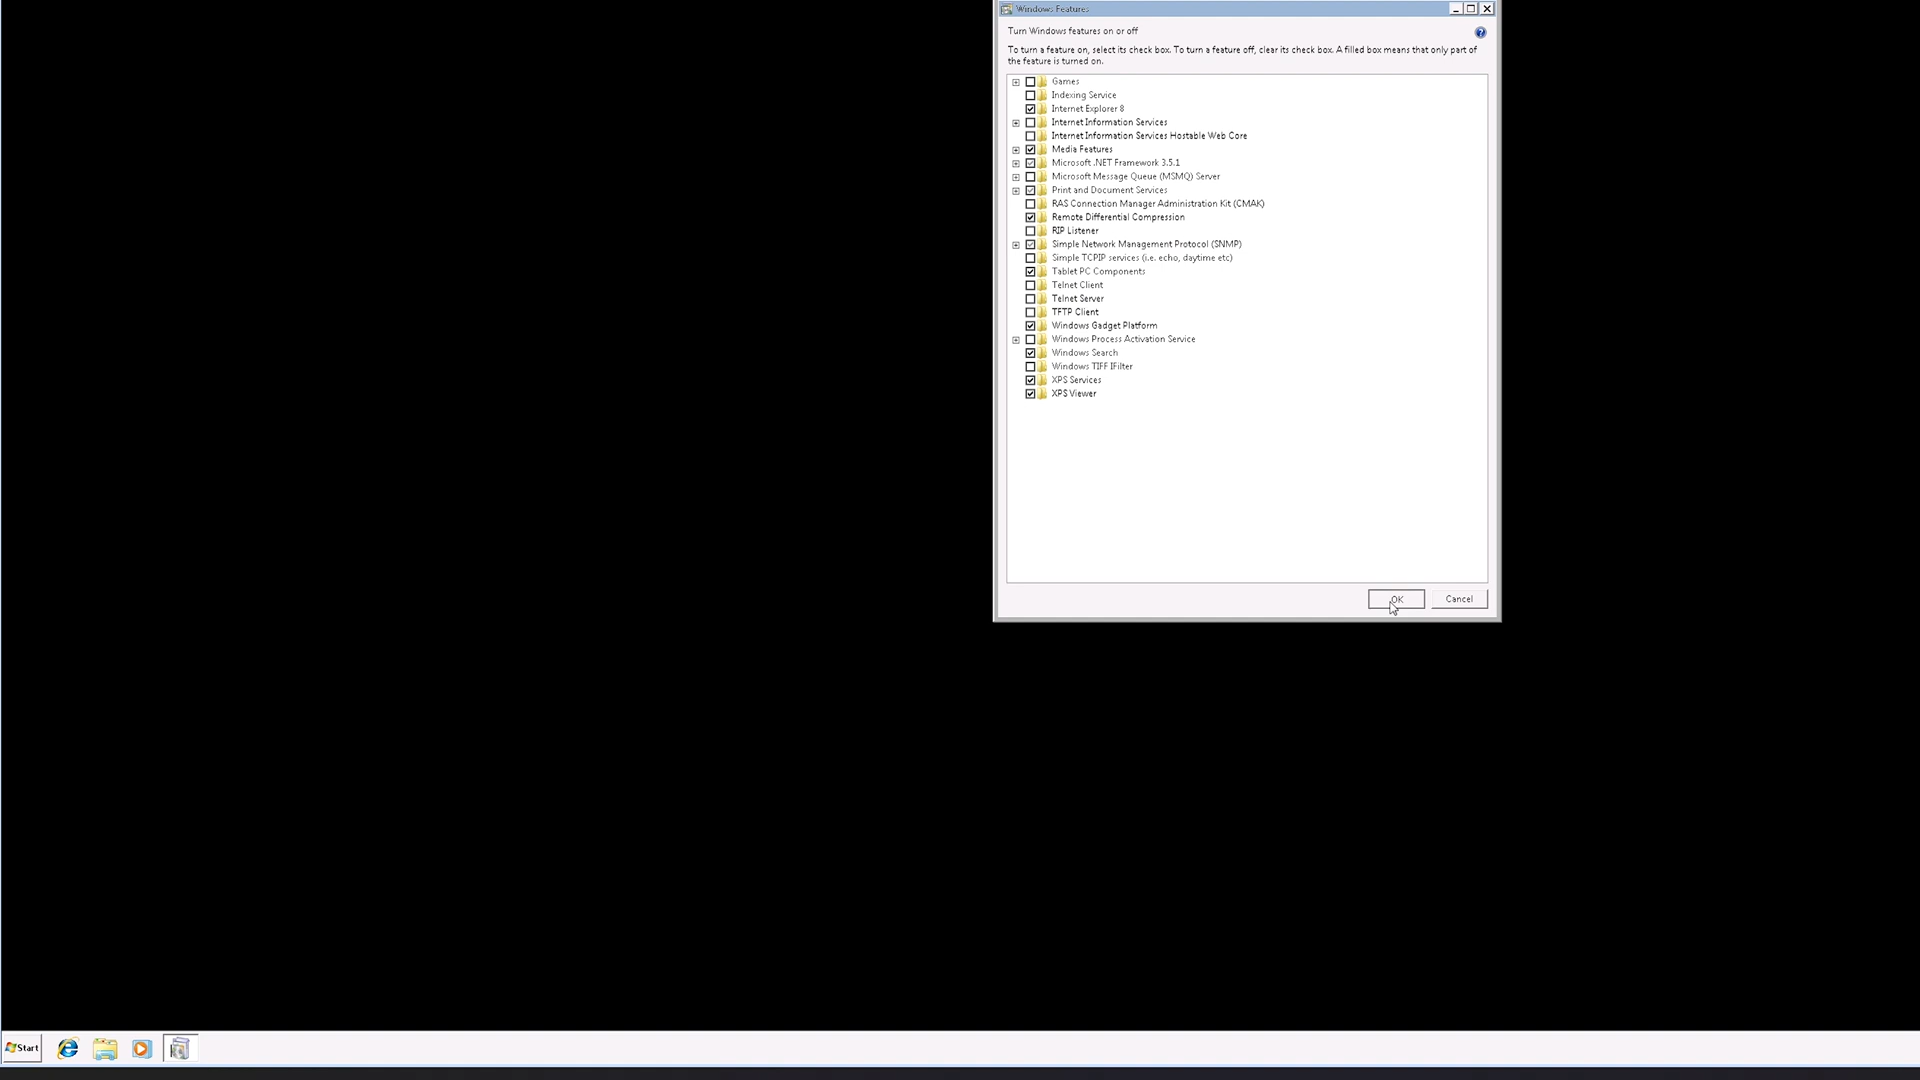 Windows Features
Turn Windows features on or off
To turn a feature on, select its check box. To turn a feature off, clear its check box. A filled box means that only part of
the feature is turned on.
Games
Indexing Service
Internet Explorer 8
Internet Information Services
Internet Information Services Hostable Web Core
Media Features
Microsoft .NET Framework 3.5.1
Microsoft Message Queue (MSMQ) Server
Print and Document Services
RAS Connection Manager Administration Kit (CMAK)
Remote Differential Compression
RIP Listener
Simple Network Management Protocol (SNMP)
Simple TCPIP services (i.e. echo, daytime etc)
Tablet PC Components
Telnet Client
Telnet Server
TFTP Client
Windows Gadget Platform
Windows Process Activation Service
Windows Search
Windows TIFF IFilter
XPS Services
XPS Viewer
OK Cancel
Start